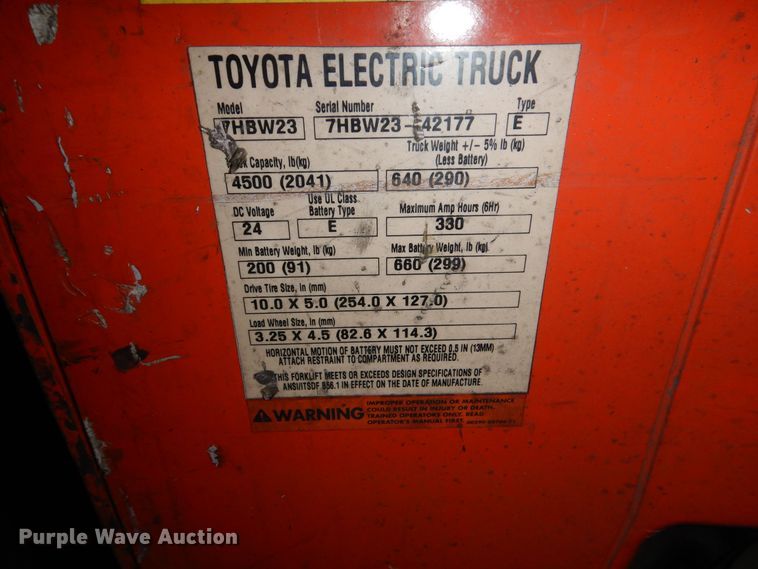 TOYOTA ELECTRIC TRUCK
Model Serial Number Type
7HBW23 7HBW23-42177 E
Truck Weight +/- 5% lb (kg)
Capacity, lb(kg) (Less Battery)
4500 (2041) 640 (290)
Use UL Class
DC Voltage Battery Type Maximum Amp Hours (6Hr)
24 E 330
Min Battery Weight, lb (kg) Max Battery Weight, lb (kg)
200 (91) 660 (299)
Drive Tire Size, in (mm)
10.0 X 5.0 (254.0 X 127.0)
Load Wheel Size, in (mm)
3.25 X 4.5 (82.6 X 114.3)
HORIZONTAL MOTION OF BATTERY MUST NOT EXCEED 0.5 IN (13MM)
ATTACH RESTRAINT TO COMPARTMENT AS REQUIRED.
THIS FORKLIFT MEETS OR EXCEEDS DESIGN SPECIFICATIONS OF
ANSI/ITSDF B56.1 IN EFFECT ON THE DATE OF MANUFACTURE.
WARNING
IMPROPER OPERATION OR MAINTENANCE
COULD RESULT IN INJURY OR DEATH.
TRAINED OPERATORS ONLY. READ
OPERATOR'S MANUAL FIRST.
Purple Wave Auction